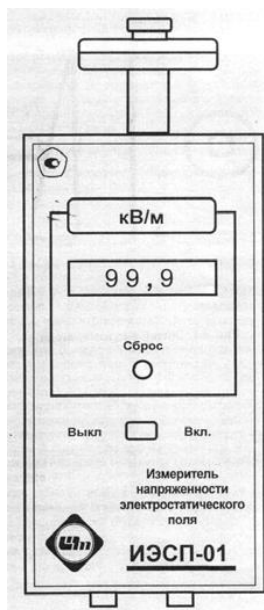 кВ/м
99,9
Сброс
Выкл Вкл.
Измеритель
напряженности
электростатического
поля
ИЭСП-01